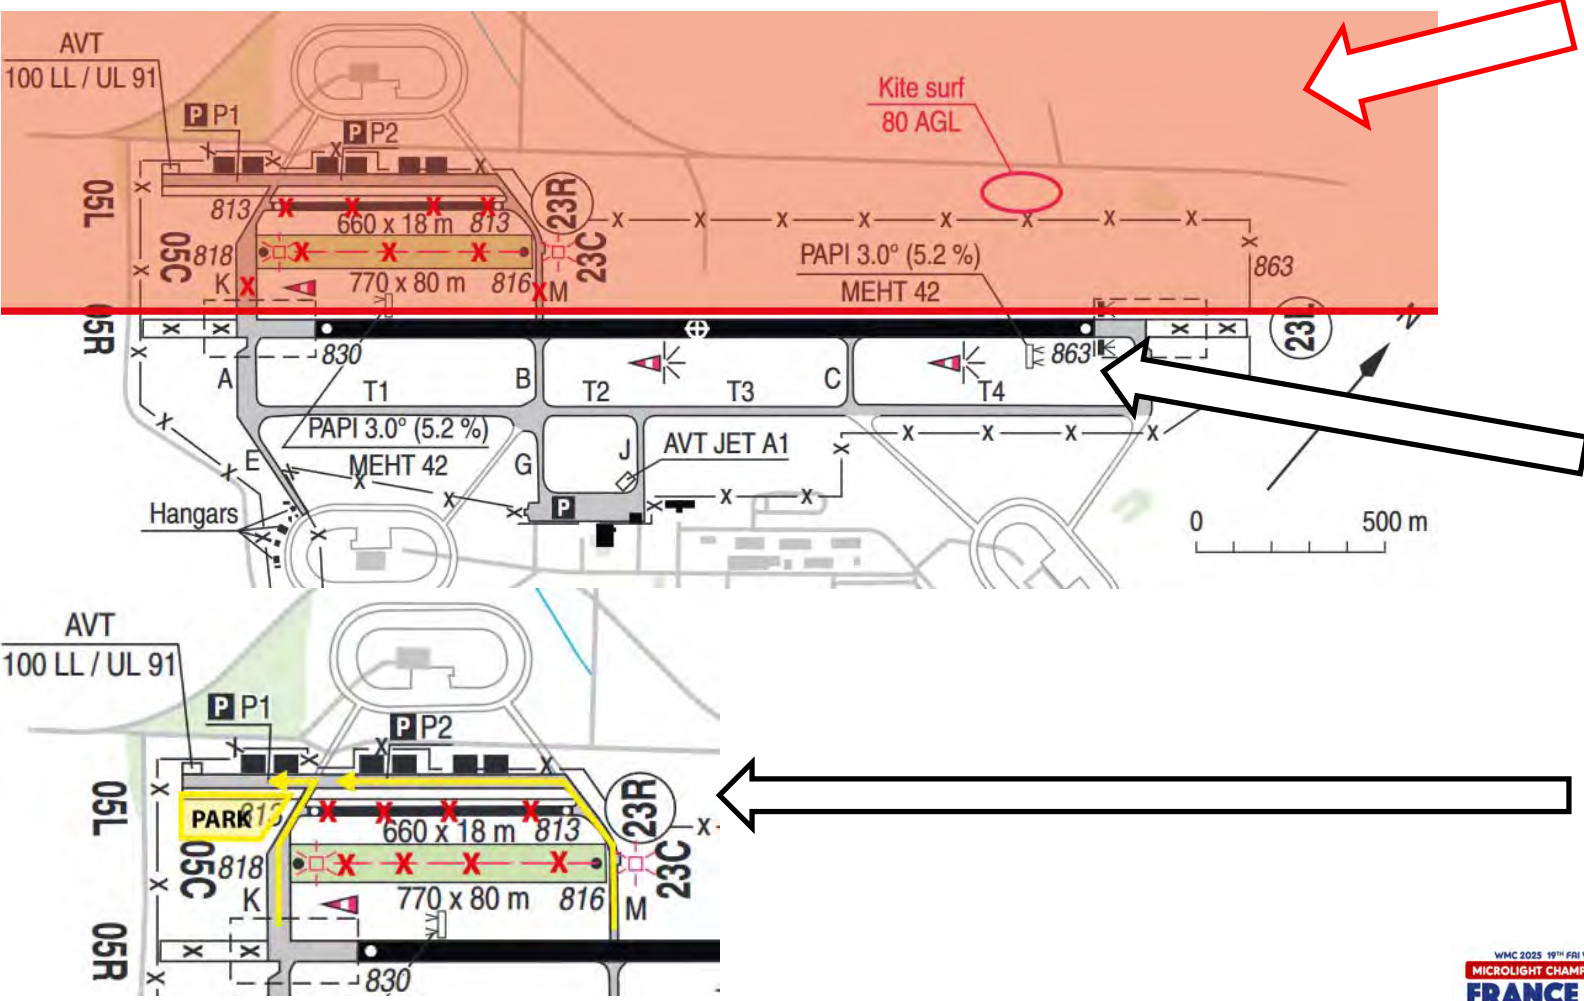 AVT
100 LL / UL 91
P P1
P P2
Kite surf
80 AGL
05L
813
660 x 18 m
813
23R
05C
818
770 x 80 m
816
23C
K
M
PAPI 3.0° (5.2 %)
MEHT 42
863
05R
23L
N
830
863
A
B
C
T1
T2
T3
T4
PAPI 3.0° (5.2 %)
MEHT 42
E
G
J
AVT JET A1
Hangars
P
0
500 m
AVT
100 LL / UL 91
P P1
P P2
05L
PARK
813
660 x 18 m
813
23R
05C
818
770 x 80 m
816
23C
K
M
05R
830
WMC 2025 19TH FAI
MICROLIGHT CHAMP
FRANCE